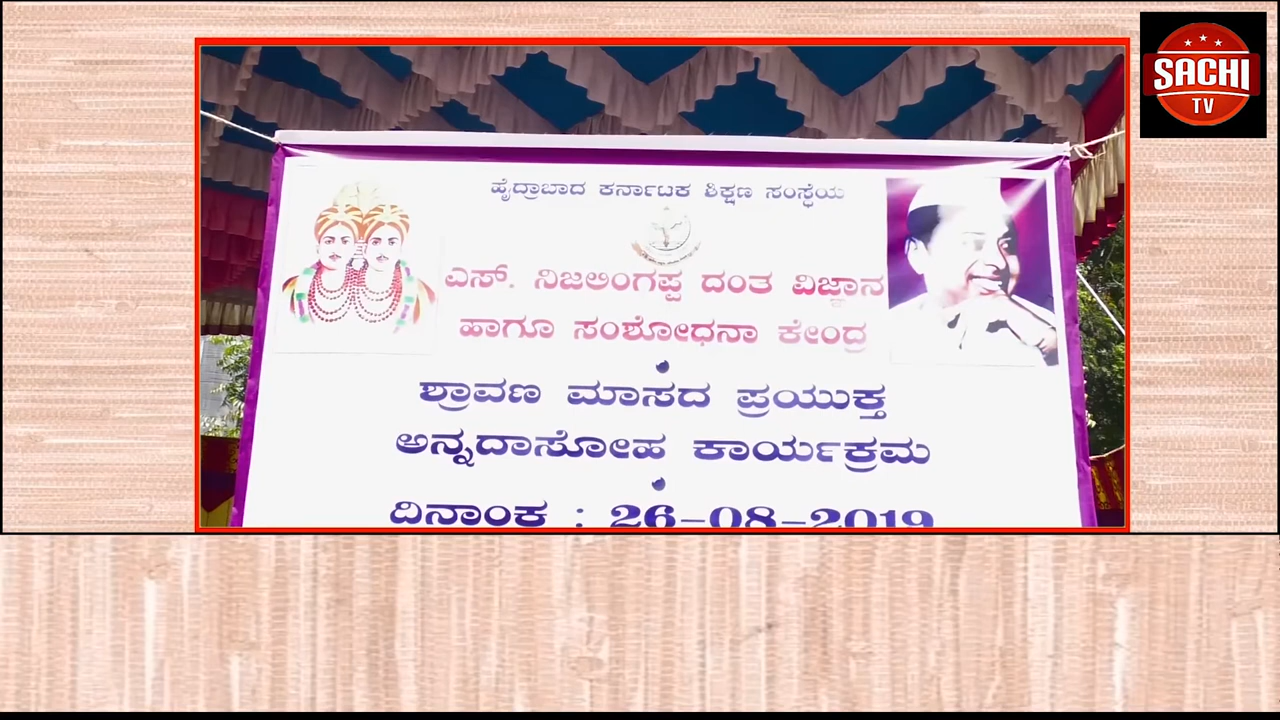 SACHI
TV
ಹೈದ್ರಾಬಾದ ಕರ್ನಾಟಕ ಶಿಕ್ಷಣ ಸಂಸ್ಥೆಯ
ಎಸ್. ನಿಜಲಿಂಗಪ್ಪ ದಂತ ವಿಜ್ಞಾನ
ಹಾಗೂ ಸಂಶೋಧನಾ ಕೇಂದ್ರ
ಶ್ರಾವಣ ಮಾಸದ ಪ್ರಯುಕ್ತ
ಅನ್ನದಾಸೋಹ ಕಾರ್ಯಕ್ರಮ
ದಿನಾಂಕ : 26-08-2019